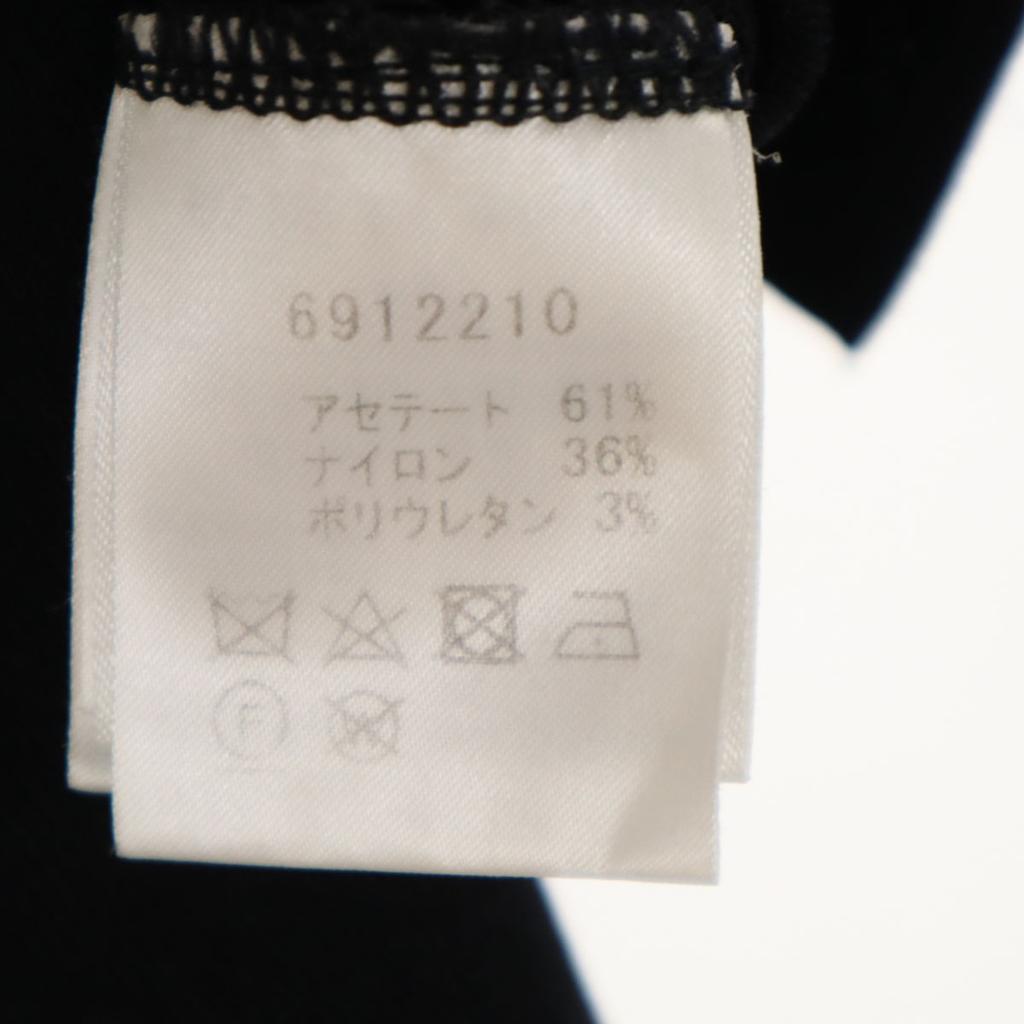 6912210
アセテート 61%
ナイロン 36%
ポリウレタン 3%
F
W